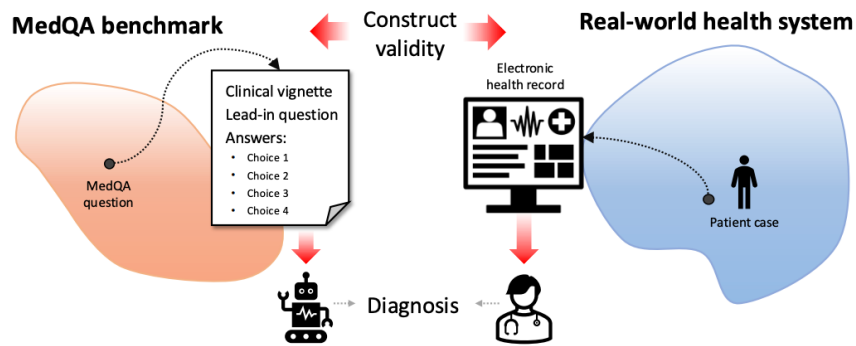 MedQA benchmark
Construct
validity
Real-world health system
Clinical vignette
Lead-in question
Answers:
• Choice 1
• Choice 2
• Choice 3
• Choice 4
Electronic
health record
MedQA
question
Patient case
Diagnosis